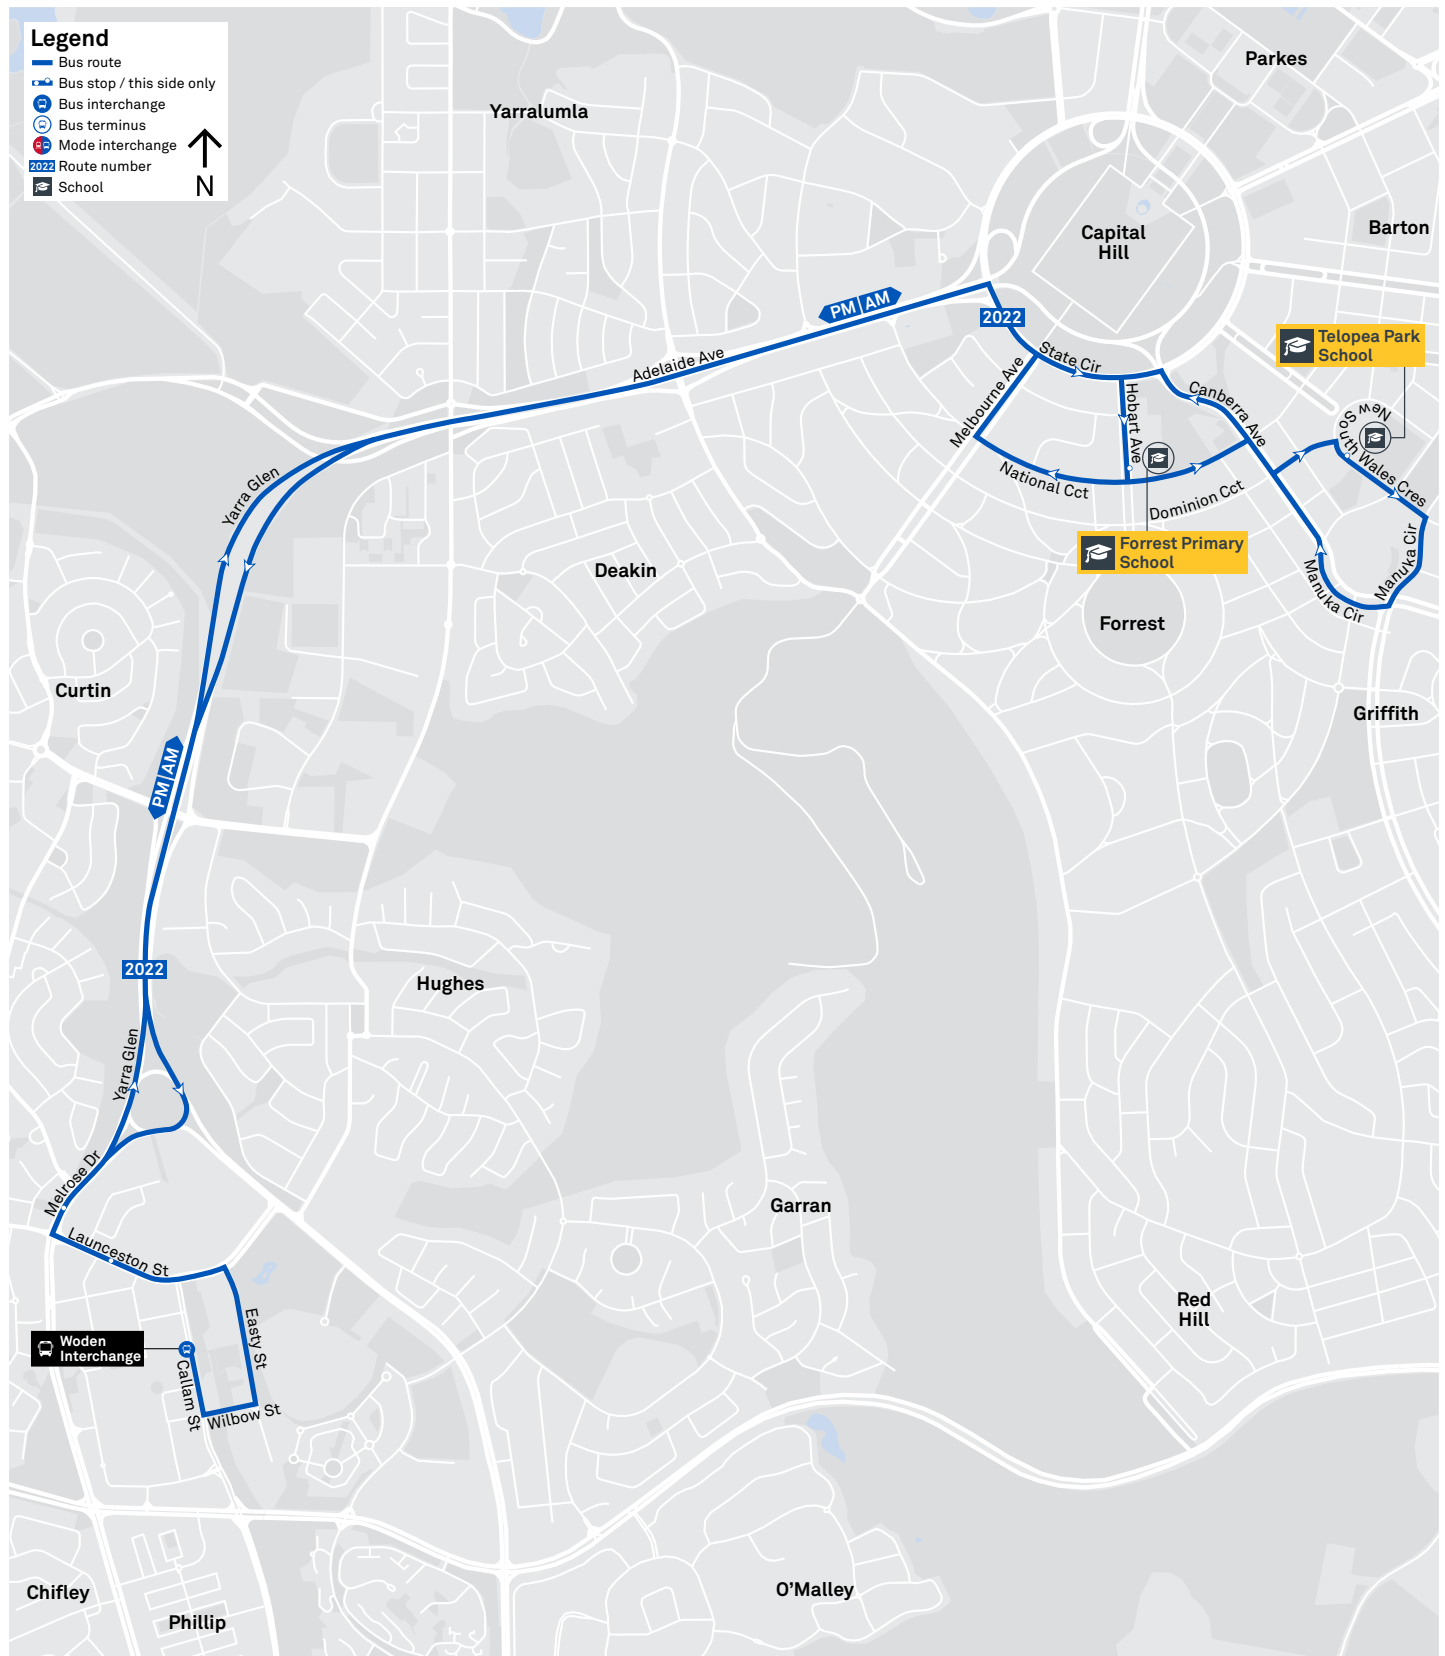 Legend
Bus route
Bus stop / this side only
Bus interchange
Bus terminus
Mode interchange
2022 Route number
School
N
Yarralumla
Parkes
Capital
Hill
Barton
PM AM
2022
Telopea Park
School
Adelaide Ave
State Cir
Melbourne Ave
Hobart Ave
Canberra Ave
New South Wales Cres
National Cct
Dominion Cct
Yarra Glen
Forrest Primary
School
Manuka Cir
Manuka Cir
Deakin
Forrest
Curtin
Griffith
PM AM
2022
Hughes
Yarra Glen
Melrose Dr
Launceston St
Garran
Easty St
Woden
Interchange
Callam St
Wilbow St
Red
Hill
Chifley
Phillip
O'Malley